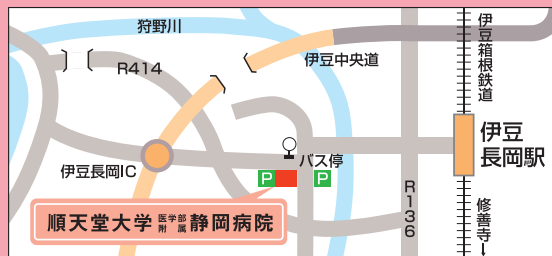 狩野川
R414
伊豆中央道
伊豆箱根鉄道
伊豆
長岡駅
バス停
伊豆長岡IC
P
P
R136
修善寺↓
順天堂大学 医学部附属 静岡病院